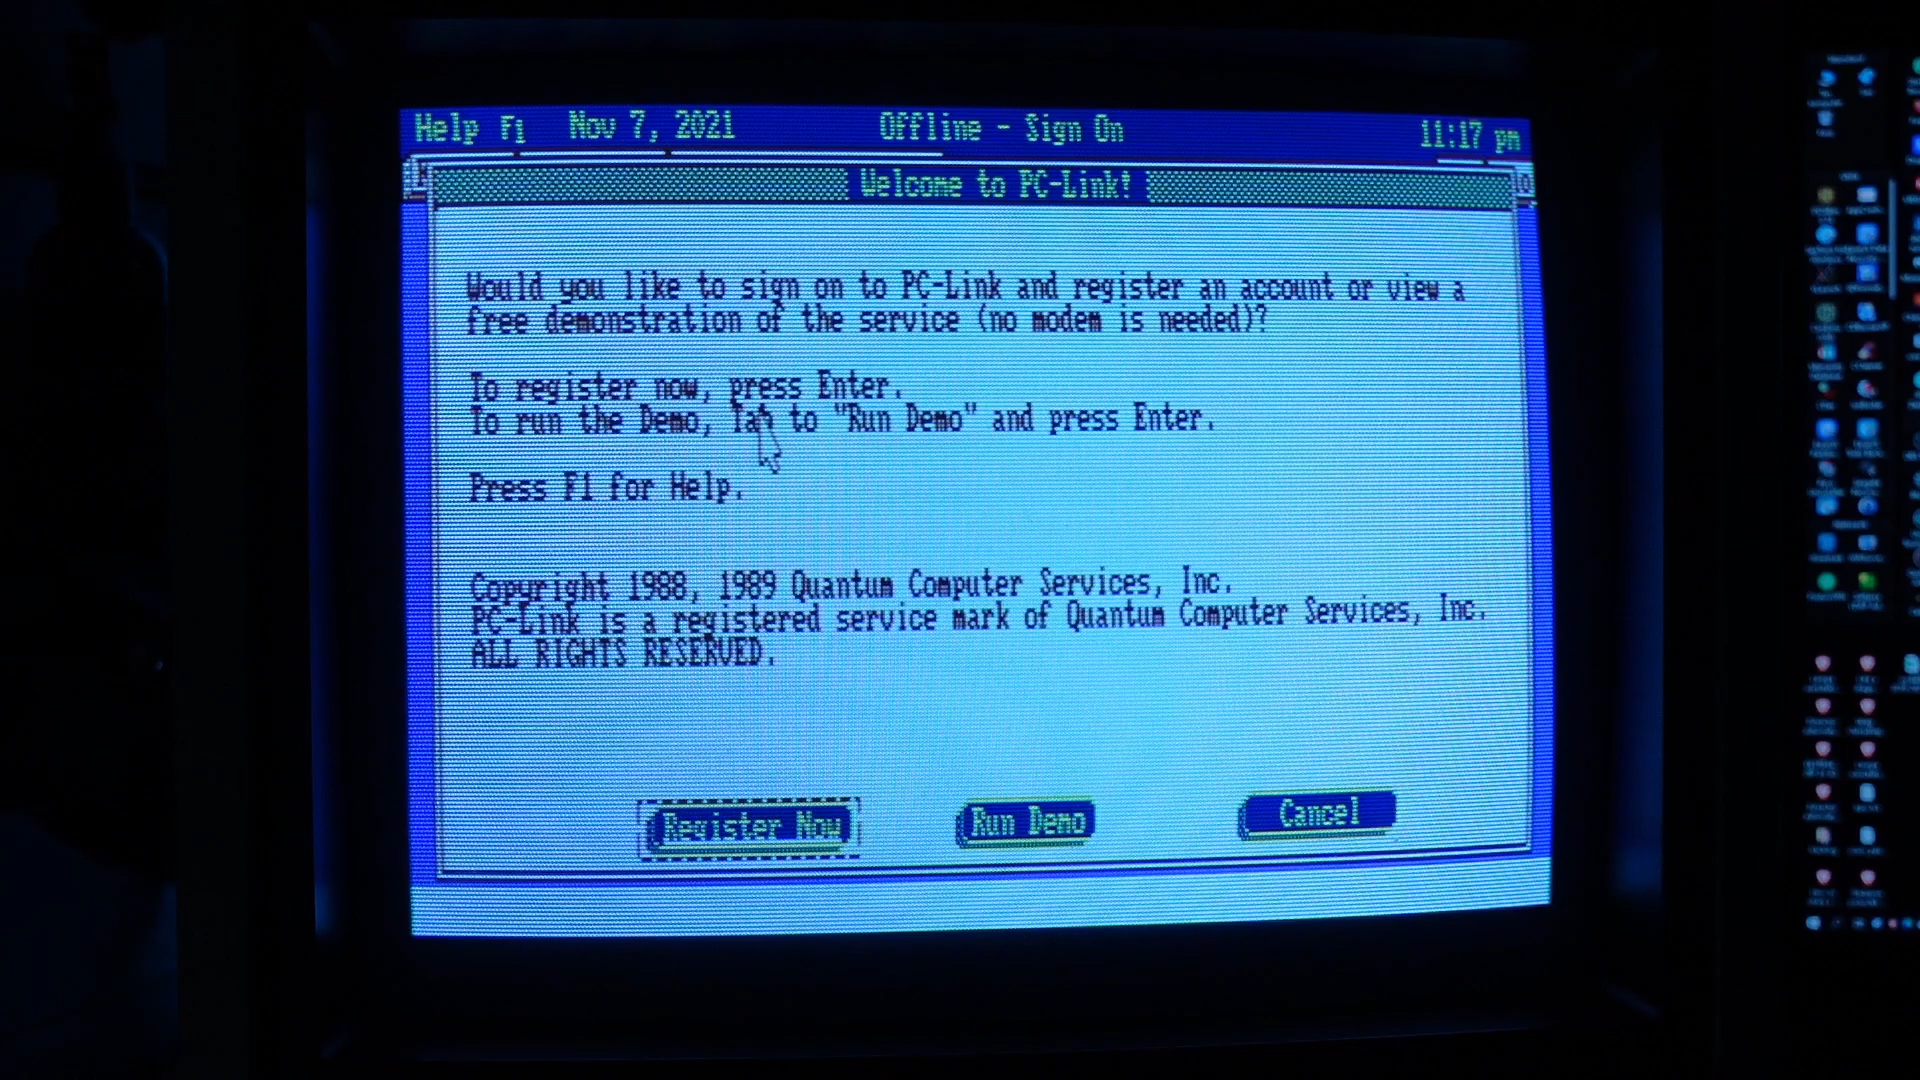 Help F1 Nov 7, 2021 Offline - Sign On 11:17 pm
Welcome to PC-Link!
Would you like to sign on to PC-Link and register an account or view a
free demonstration of the service (no modem is needed)?
To register now, press Enter.
To run the Demo, Tab to "Run Demo" and press Enter.
Press F1 for Help.
Copyright 1988, 1989 Quantum Computer Services, Inc.
PC-Link is a registered service mark of Quantum Computer Services, Inc.
ALL RIGHTS RESERVED.
Register Now Run Demo Cancel